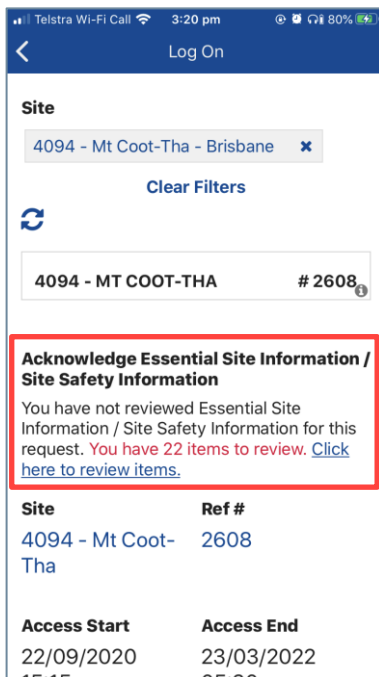 Telstra Wi-Fi Call 3:20 pm 80%
Log On
Site
4094 - Mt Coot-Tha - Brisbane ×
Clear Filters
4094 - MT COOT-THA # 2608
Acknowledge Essential Site Information /
Site Safety Information
You have not reviewed Essential Site
Information / Site Safety Information for this
request. You have 22 items to review. Click
here to review items.
Site Ref #
4094 - Mt Coot- 2608
Tha
Access Start Access End
22/09/2020 23/03/2022